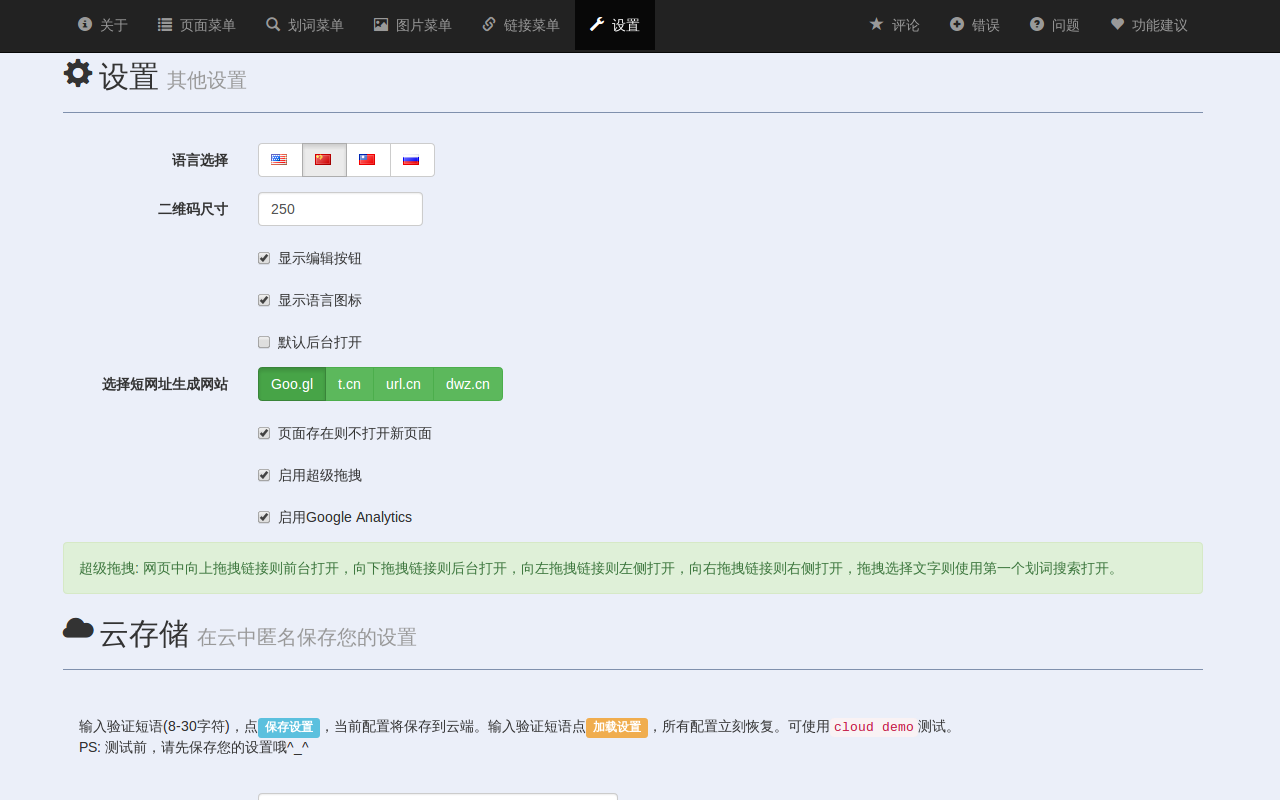 关于 页面菜单 划词菜单 图片菜单 链接菜单 设置 评论 错误 问题 功能建议
设置 其他设置
语言选择
二维码尺寸 250
显示编辑按钮
显示语言图标
默认后台打开
选择短网址生成网站 Goo.gl t.cn url.cn dwz.cn
页面存在则不打开新页面
启用超级拖拽
启用Google Analytics
超级拖拽: 网页中向上拖拽链接则前台打开，向下拖拽链接则后台打开，向左拖拽链接则左侧打开，向右拖拽链接则右侧打开，拖拽选择文字则使用第一个划词搜索打开。
云存储 在云中匿名保存您的设置
输入验证短语(8-30字符)，点保存设置，当前配置将保存到云端。输入验证短语点加载设置，所有配置立刻恢复。可使用 cloud demo 测试。
PS: 测试前，请先保存您的设置哦^_^